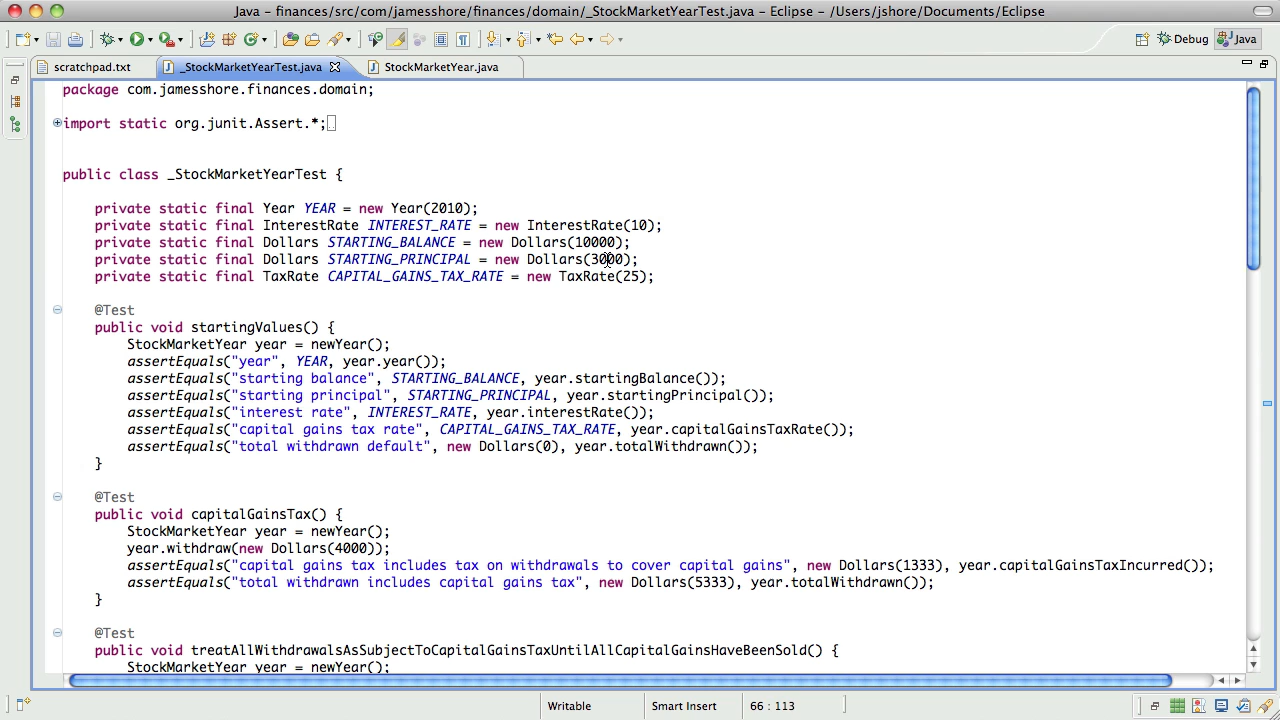 Java – finances/src/com/jamesshore/finances/domain/_StockMarketYearTest.java – Eclipse – /Users/jshore/Documents/Eclipse
Debug Java
scratchpad.txt _StockMarketYearTest.java StockMarketYear.java
package com.jamesshore.finances.domain;
import static org.junit.Assert.*;
public class _StockMarketYearTest {
private static final Year YEAR = new Year(2010);
private static final InterestRate INTEREST_RATE = new InterestRate(10);
private static final Dollars STARTING_BALANCE = new Dollars(10000);
private static final Dollars STARTING_PRINCIPAL = new Dollars(3000);
private static final TaxRate CAPITAL_GAINS_TAX_RATE = new TaxRate(25);
@Test
public void startingValues() {
StockMarketYear year = newYear();
assertEquals("year", YEAR, year.year());
assertEquals("starting balance", STARTING_BALANCE, year.startingBalance());
assertEquals("starting principal", STARTING_PRINCIPAL, year.startingPrincipal());
assertEquals("interest rate", INTEREST_RATE, year.interestRate());
assertEquals("capital gains tax rate", CAPITAL_GAINS_TAX_RATE, year.capitalGainsTaxRate());
assertEquals("total withdrawn default", new Dollars(0), year.totalWithdrawn());
}
@Test
public void capitalGainsTax() {
StockMarketYear year = newYear();
year.withdraw(new Dollars(4000));
assertEquals("capital gains tax includes tax on withdrawals to cover capital gains", new Dollars(1333), year.capitalGainsTaxIncurred());
assertEquals("total withdrawn includes capital gains tax", new Dollars(5333), year.totalWithdrawn());
}
@Test
public void treatAllWithdrawalsAsSubjectToCapitalGainsTaxUntilAllCapitalGainsHaveBeenSold() {
StockMarketYear year = newYear();
Writable Smart Insert 66 : 113